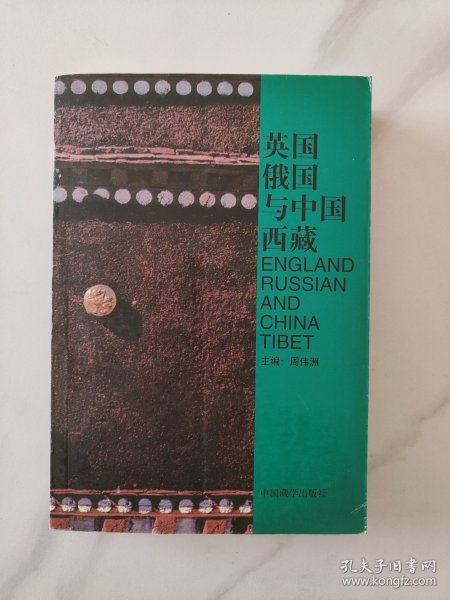 英国
俄国
与中国
西藏
ENGLAND
RUSSIAN
AND
CHINA
TIBET
主编：周伟洲
中国藏学出版社
孔夫子旧书网
www.kongfz.com